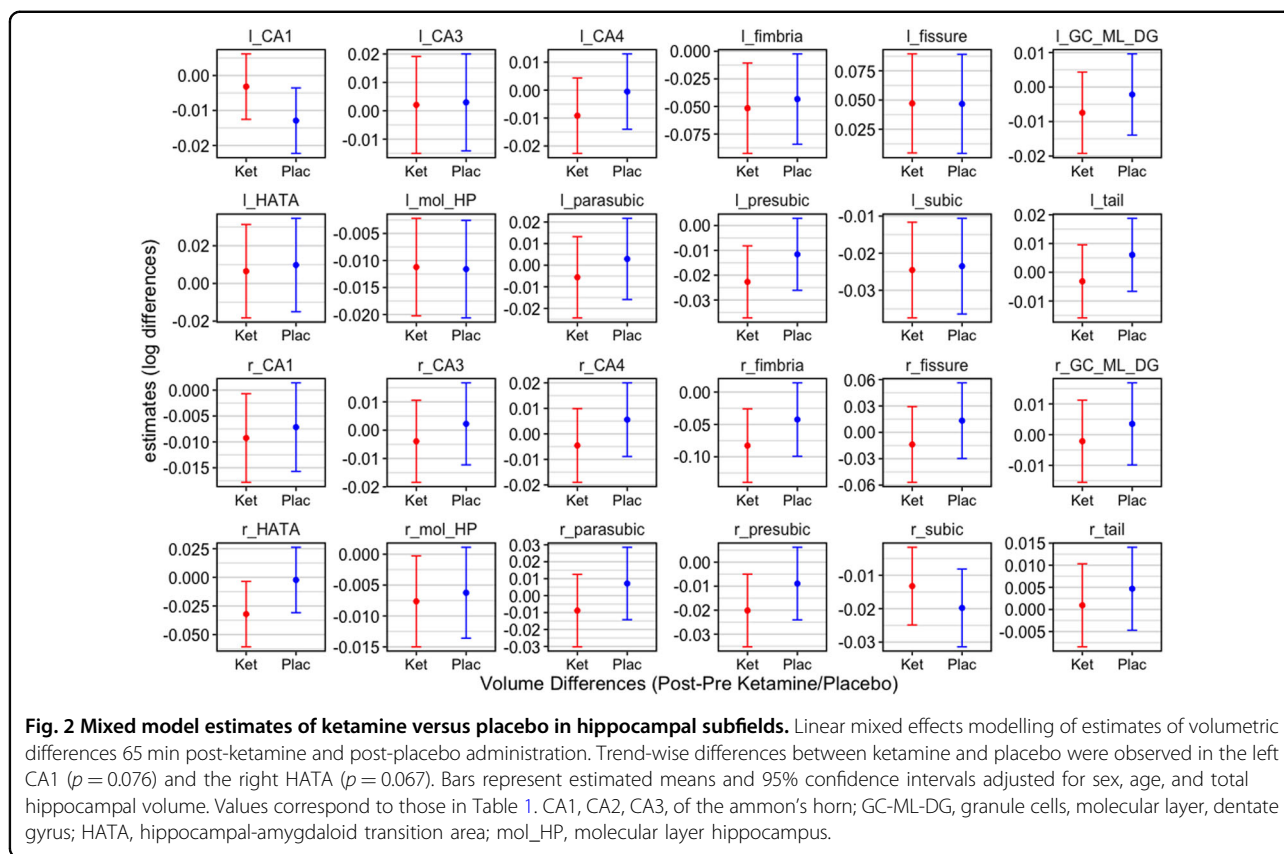 l_CA1 l_CA3 l_CA4 l_fimbria l_fissure l_GC_ML_DG
0.00 -0.01 -0.02
0.02 0.01 0.00 -0.01
0.01 0.00 -0.01 -0.02
0.000 -0.025 -0.050 -0.075
0.075 0.050 0.025
0.01 0.00 -0.01 -0.02
Ket Plac Ket Plac Ket Plac Ket Plac Ket Plac Ket Plac
l_HATA l_mol_HP l_parasubic l_presubic l_subic l_tail
0.02 0.00 -0.02
-0.005 -0.010 -0.015 -0.020
0.02 0.01 0.00 -0.01 -0.02
0.00 -0.01 -0.02 -0.03
-0.01 -0.02 -0.03
0.02 0.01 0.00 -0.01
Ket Plac Ket Plac Ket Plac Ket Plac Ket Plac Ket Plac
estimates (log differences)
r_CA1 r_CA3 r_CA4 r_fimbria r_fissure r_GC_ML_DG
0.000 -0.005 -0.010 -0.015
0.01 0.00 -0.01 -0.02
0.02 0.01 0.00 -0.01 -0.02
0.00 -0.05 -0.10
0.06 0.03 0.00 -0.03 -0.06
0.01 0.00 -0.01
Ket Plac Ket Plac Ket Plac Ket Plac Ket Plac Ket Plac
r_HATA r_mol_HP r_parasubic r_presubic r_subic r_tail
0.025 0.000 -0.025 -0.050
0.000 -0.005 -0.010 -0.015
0.03 0.02 0.01 0.00 -0.01 -0.02 -0.03
0.00 -0.01 -0.02 -0.03
-0.01 -0.02 -0.03
0.015 0.010 0.005 0.000 -0.005
Ket Plac Ket Plac Ket Plac Ket Plac Ket Plac Ket Plac
Volume Differences (Post-Pre Ketamine/Placebo)
Fig. 2 Mixed model estimates of ketamine versus placebo in hippocampal subfields. Linear mixed effects modelling of estimates of volumetric
differences 65 min post-ketamine and post-placebo administration. Trend-wise differences between ketamine and placebo were observed in the left
CA1 (p = 0.076) and the right HATA (p = 0.067). Bars represent estimated means and 95% confidence intervals adjusted for sex, age, and total
hippocampal volume. Values correspond to those in Table 1. CA1, CA2, CA3, of the ammon's horn; GC-ML-DG, granule cells, molecular layer, dentate
gyrus; HATA, hippocampal-amygdaloid transition area; mol_HP, molecular layer hippocampus.